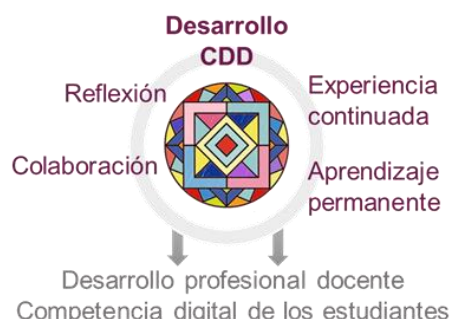 Desarrollo
CDD
Reflexión
Experiencia
continuada
Colaboración
Aprendizaje
permanente
Desarrollo profesional docente
Competencia digital de los estudiantes